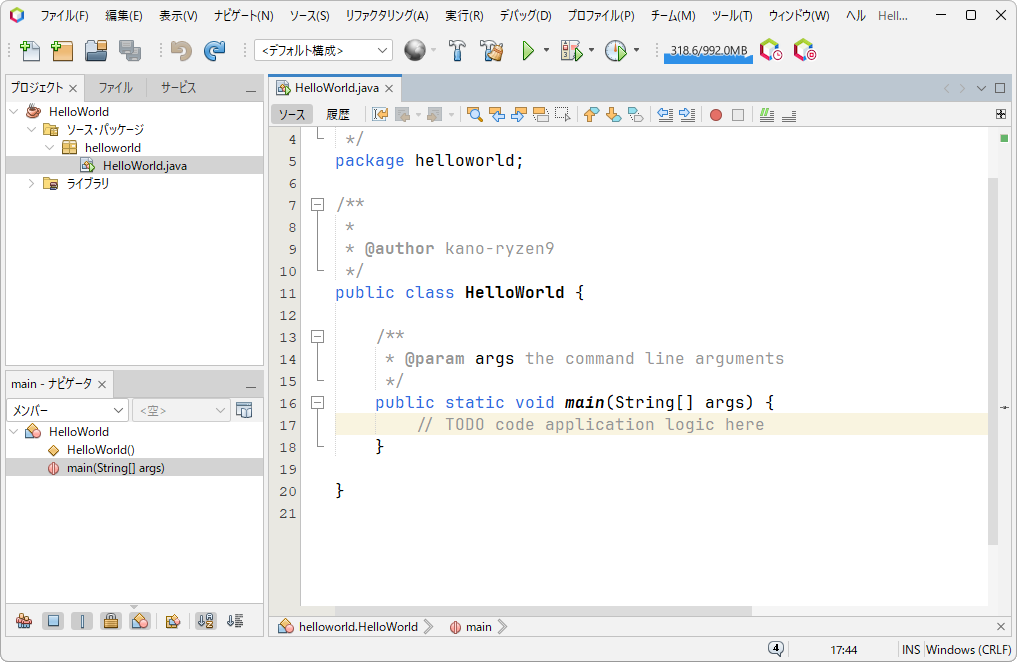 ファイル(F) 編集(E) 表示(V) ナビゲート(N) ソース(S) リファクタリング(A) 実行(R) デバッグ(D) プロファイル(P) チーム(M) ツール(T) ウィンドウ(W) ヘル Hell...
<デフォルト構成> 318.6/992.0MB
プロジェクト ファイル サービス
HelloWorld
ソース・パッケージ
helloworld
HelloWorld.java
ライブラリ
main - ナビゲータ
メンバー <空>
HelloWorld
HelloWorld()
main(String[] args)
HelloWorld.java
ソース 履歴
4 */
5 package helloworld;
6
7 /**
8 *
9 * @author kano-ryzen9
10 */
11 public class HelloWorld {
12
13 /**
14 * @param args the command line arguments
15 */
16 public static void main(String[] args) {
17 // TODO code application logic here
18 }
19
20 }
21
helloworld.HelloWorld main
4 17:44 INS Windows (CRLF)